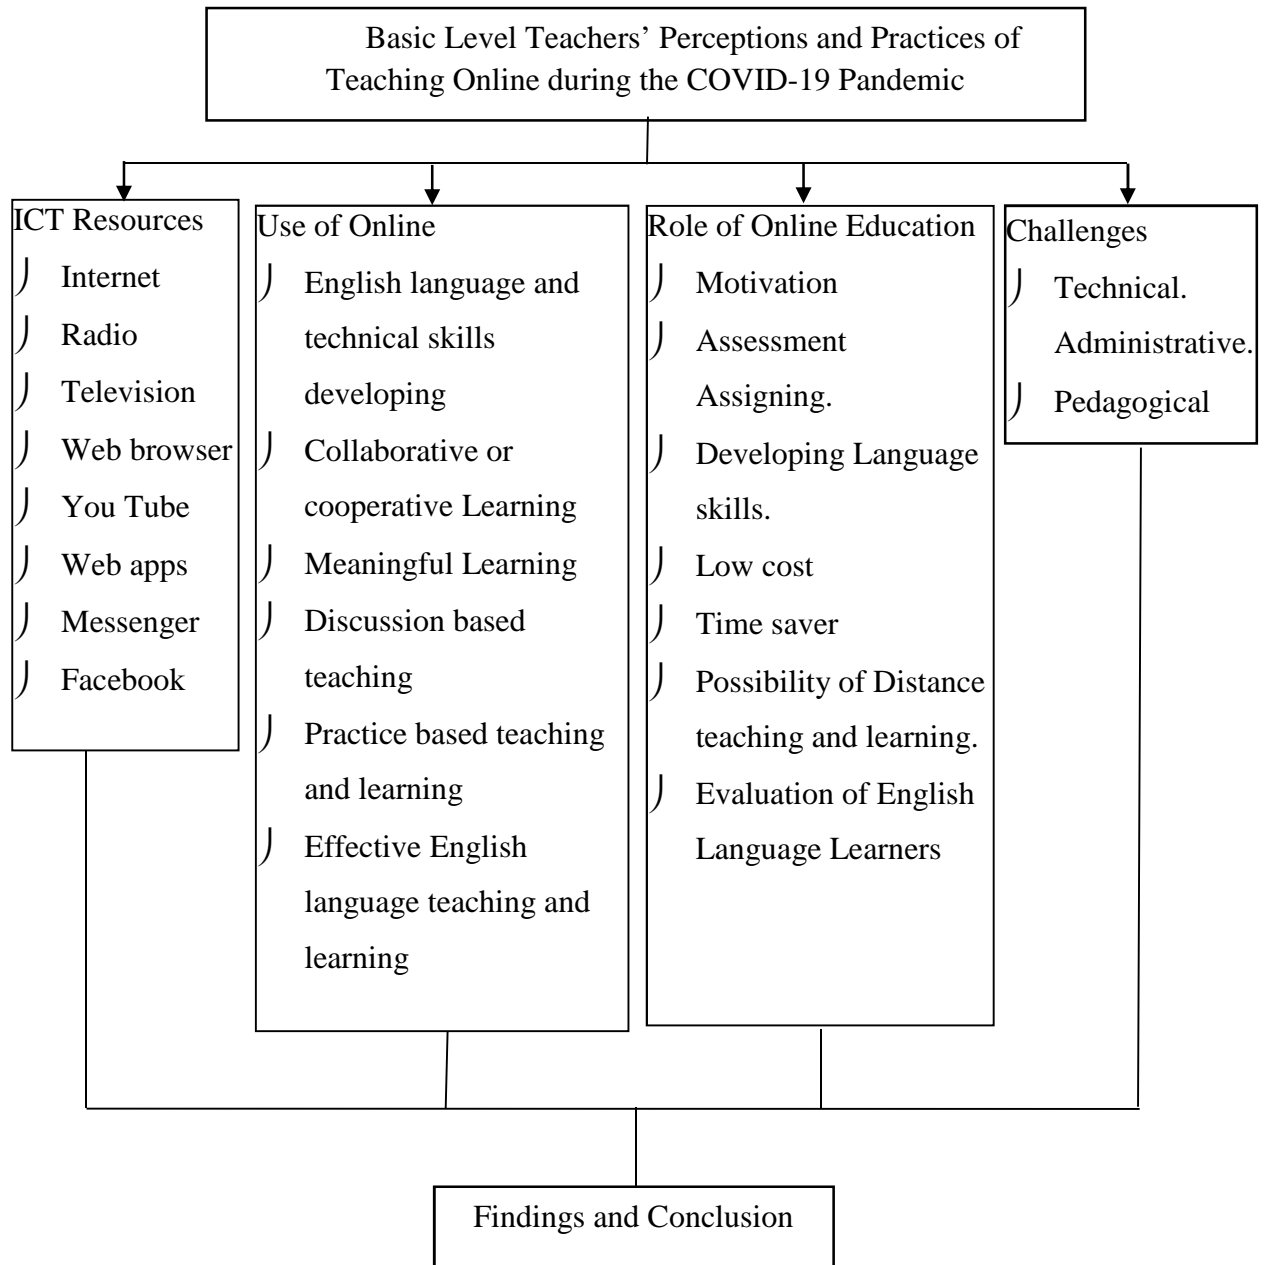 Basic Level Teachers’ Perceptions and Practices of
Teaching Online during the COVID-19 Pandemic
ICT Resources
Internet
Radio
Television
Web browser
You Tube
Web apps
Messenger
Facebook
Use of Online
English language and
technical skills
developing
Collaborative or
cooperative Learning
Meaningful Learning
Discussion based
teaching
Practice based teaching
and learning
Effective English
language teaching and
learning
Role of Online Education
Motivation
Assessment
Assigning.
Developing Language
skills.
Low cost
Time saver
Possibility of Distance
teaching and learning.
Evaluation of English
Language Learners
Challenges
Technical.
Administrative.
Pedagogical
Findings and Conclusion